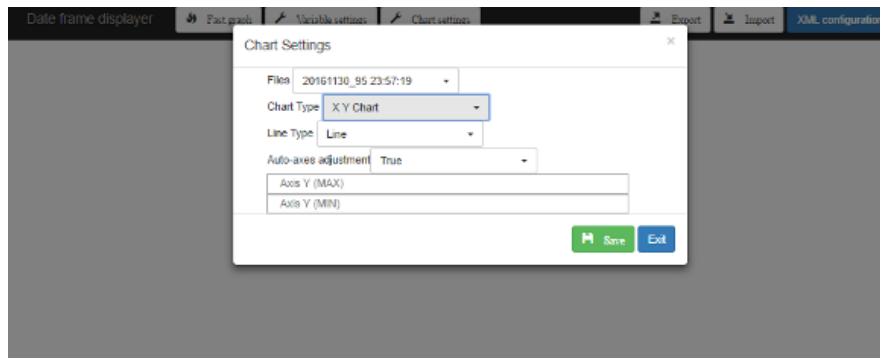 Date frame displayer Fast graph Variable settings Chart settings Export Import XML configuration
Chart Settings ×
Files 20161130_95 23:57:19
Chart Type X Y Chart
Line Type Line
Auto-axes adjustment True
Axis Y (MAX)
Axis Y (MIN)
Save Exit